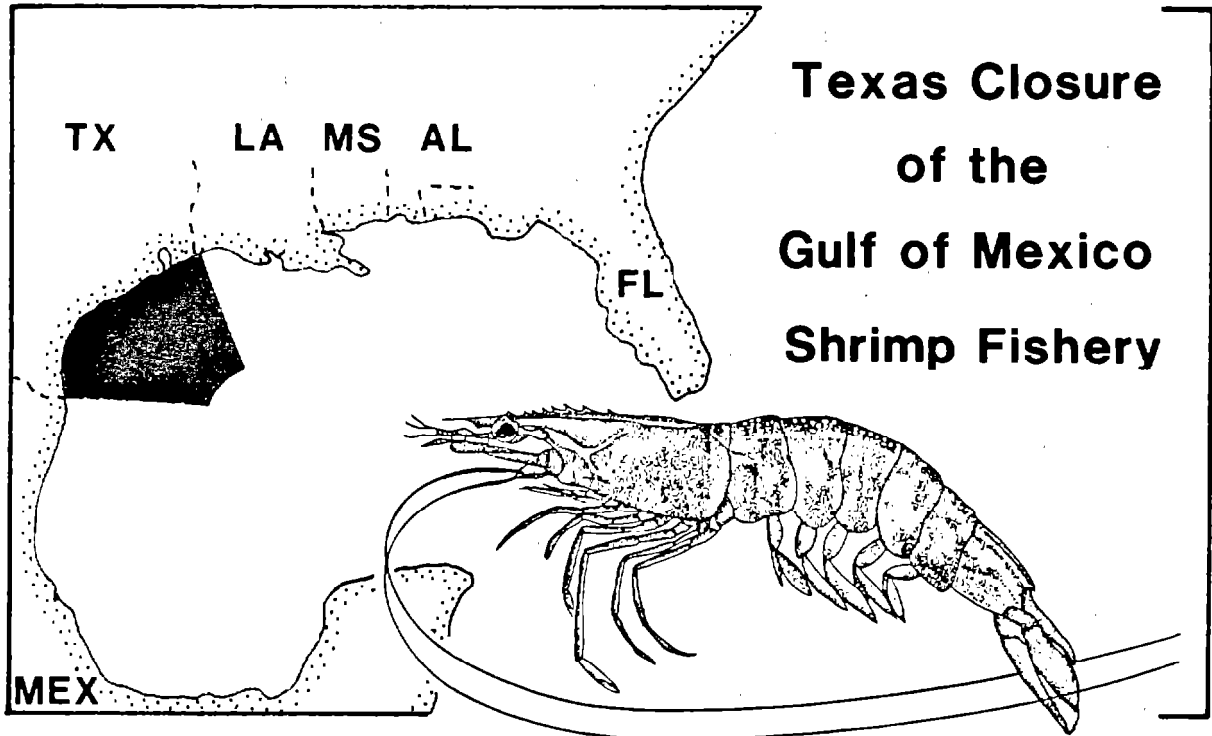 Texas Closure
of the
Gulf of Mexico
Shrimp Fishery
TX LA MS AL
FL
MEX